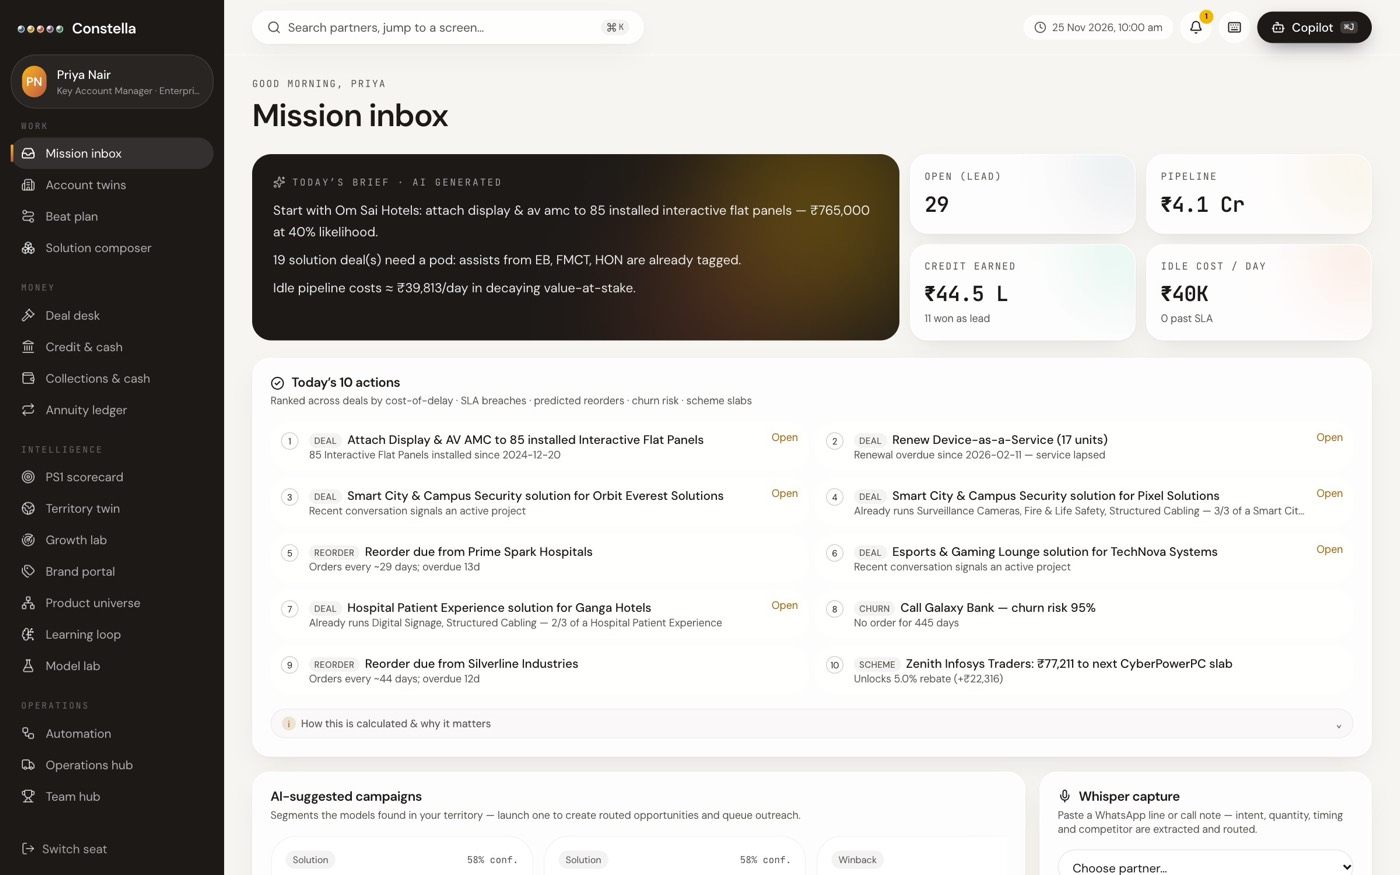 Constella
Search partners, jump to a screen...
⌘K
25 Nov 2026, 10:00 am
1
Copilot
⌘J
PN
Priya Nair
Key Account Manager · Enterpri...
WORK
Mission inbox
Account twins
Beat plan
Solution composer
MONEY
Deal desk
Credit & cash
Collections & cash
Annuity ledger
INTELLIGENCE
PS1 scorecard
Territory twin
Growth lab
Brand portal
Product universe
Learning loop
Model lab
OPERATIONS
Automation
Operations hub
Team hub
Switch seat
GOOD MORNING, PRIYA
Mission inbox
TODAY'S BRIEF · AI GENERATED
Start with Om Sai Hotels: attach display & av amc to 85 installed interactive flat panels — ₹765,000
at 40% likelihood.
19 solution deal(s) need a pod: assists from EB, FMCT, HON are already tagged.
Idle pipeline costs ≈ ₹39,813/day in decaying value-at-stake.
OPEN (LEAD)
29
PIPELINE
₹4.1 Cr
CREDIT EARNED
₹44.5 L
11 won as lead
IDLE COST / DAY
₹40K
0 past SLA
Today's 10 actions
Ranked across deals by cost-of-delay · SLA breaches · predicted reorders · churn risk · scheme slabs
1 DEAL Attach Display & AV AMC to 85 installed Interactive Flat Panels Open
85 Interactive Flat Panels installed since 2024-12-20
2 DEAL Renew Device-as-a-Service (17 units) Open
Renewal overdue since 2026-02-11 — service lapsed
3 DEAL Smart City & Campus Security solution for Orbit Everest Solutions Open
Recent conversation signals an active project
4 DEAL Smart City & Campus Security solution for Pixel Solutions Open
Already runs Surveillance Cameras, Fire & Life Safety, Structured Cabling — 3/3 of a Smart Cit...
5 REORDER Reorder due from Prime Spark Hospitals
Orders every ~29 days; overdue 13d
6 DEAL Esports & Gaming Lounge solution for TechNova Systems Open
Recent conversation signals an active project
7 DEAL Hospital Patient Experience solution for Ganga Hotels Open
Already runs Digital Signage, Structured Cabling — 2/3 of a Hospital Patient Experience
8 CHURN Call Galaxy Bank — churn risk 95%
No order for 445 days
9 REORDER Reorder due from Silverline Industries
Orders every ~44 days; overdue 12d
10 SCHEME Zenith Infosys Traders: ₹77,211 to next CyberPowerPC slab
Unlocks 5.0% rebate (+₹22,316)
i How this is calculated & why it matters
AI-suggested campaigns
Segments the models found in your territory — launch one to create routed opportunities and queue outreach.
Solution 58% conf.
Solution 58% conf.
Winback
Whisper capture
Paste a WhatsApp line or call note — intent, quantity, timing
and competitor are extracted and routed.
Choose partner...